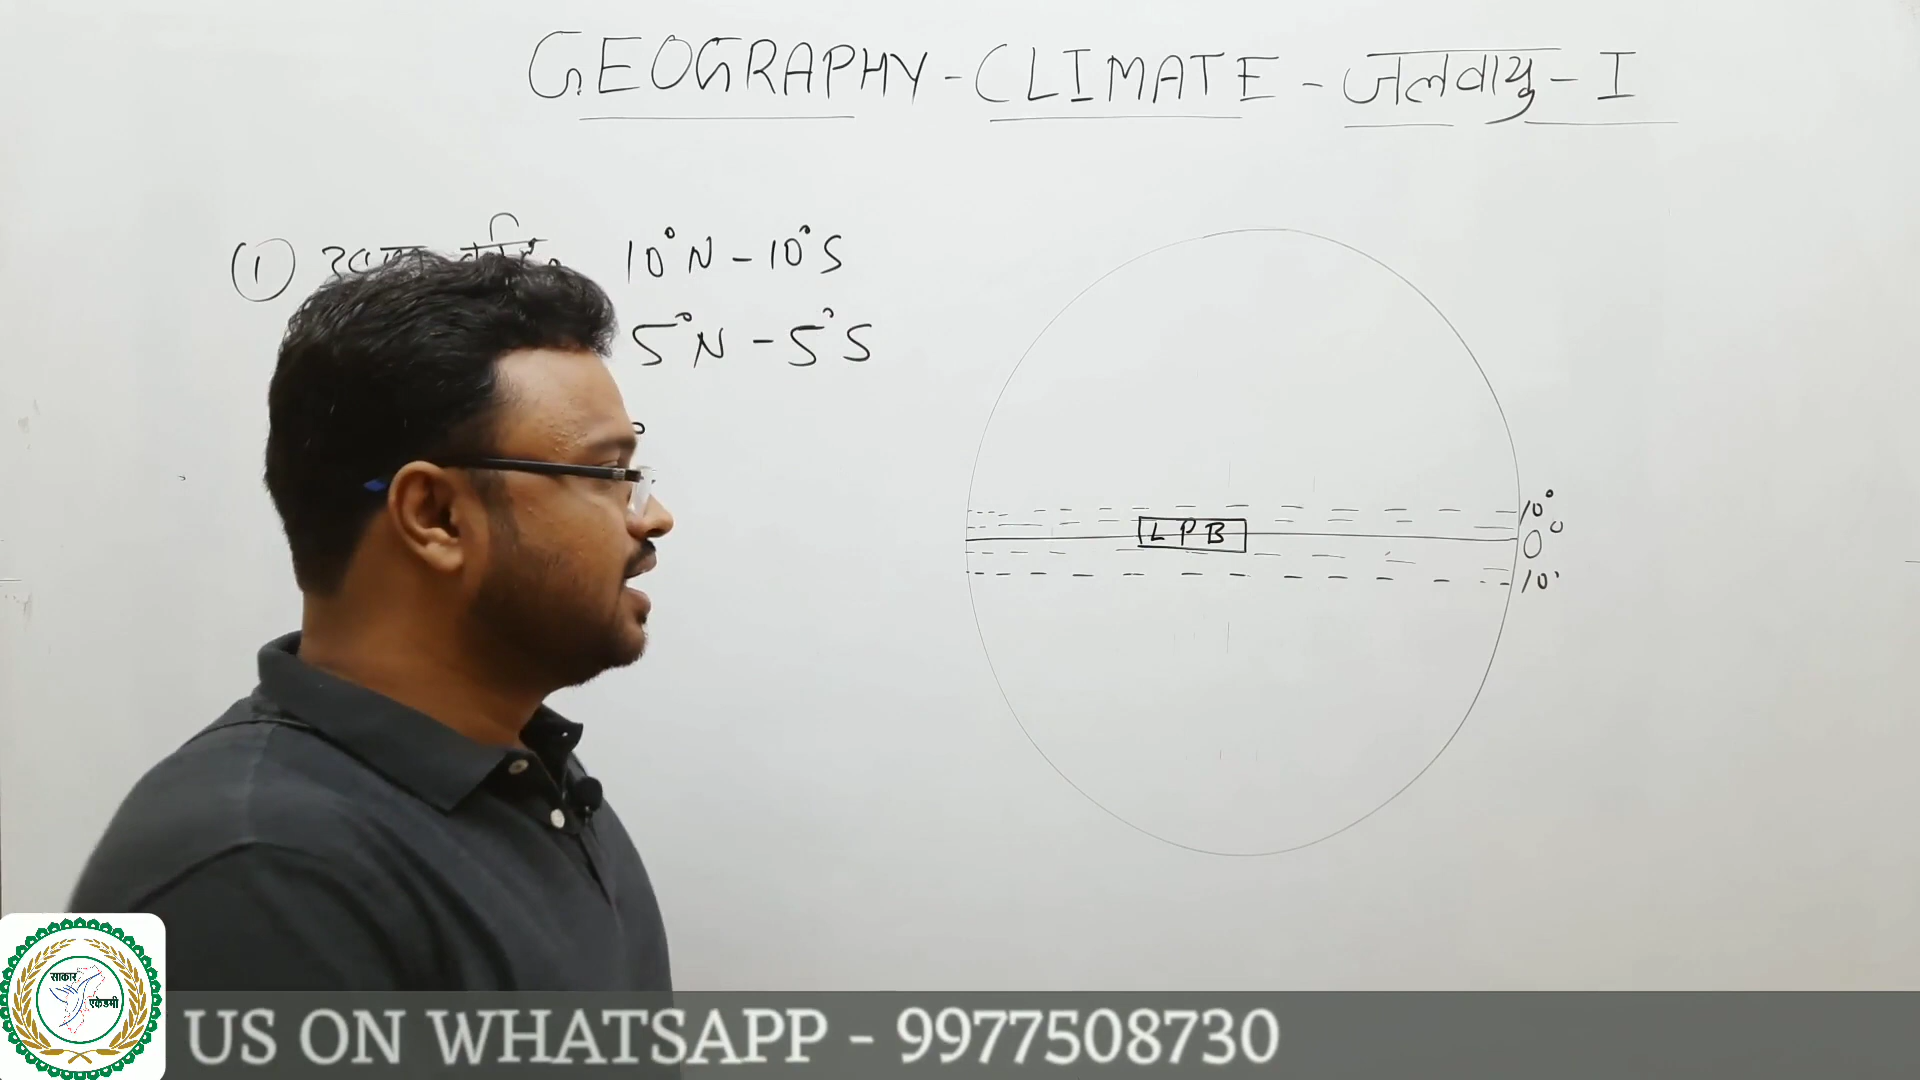 GEOGRAPHY - CLIMATE - जलवायु - I
① 10°N - 10°S
5°N - 5°S
10°
LPB
0°
10°
साकार
एकेडमी
US ON WHATSAPP - 9977508730